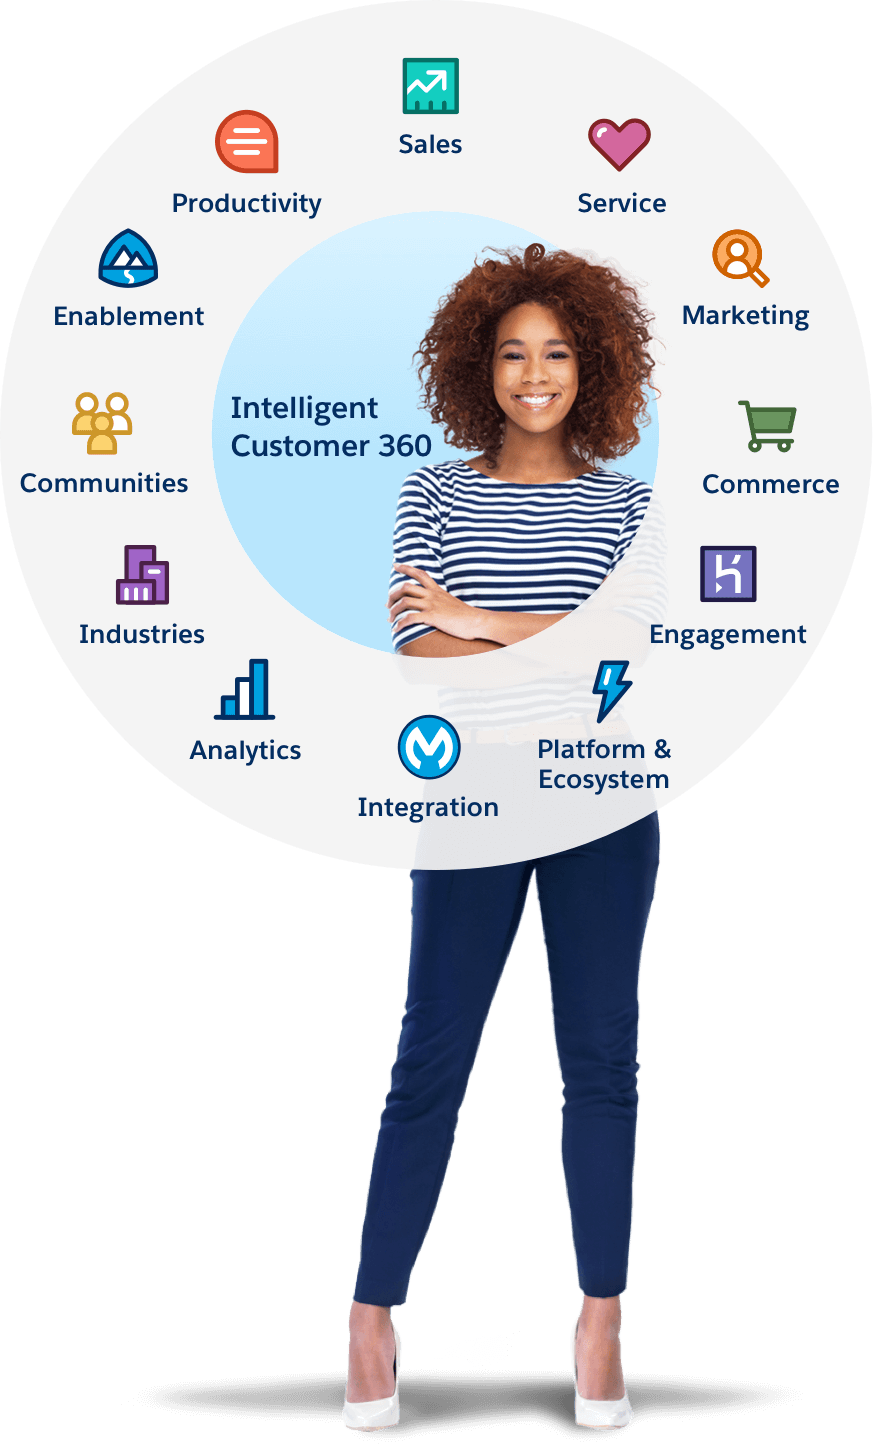 Sales
Productivity
Service
Enablement
Marketing
Intelligent
Customer 360
Communities
Commerce
Industries
Engagement
Analytics
Platform &
Ecosystem
Integration